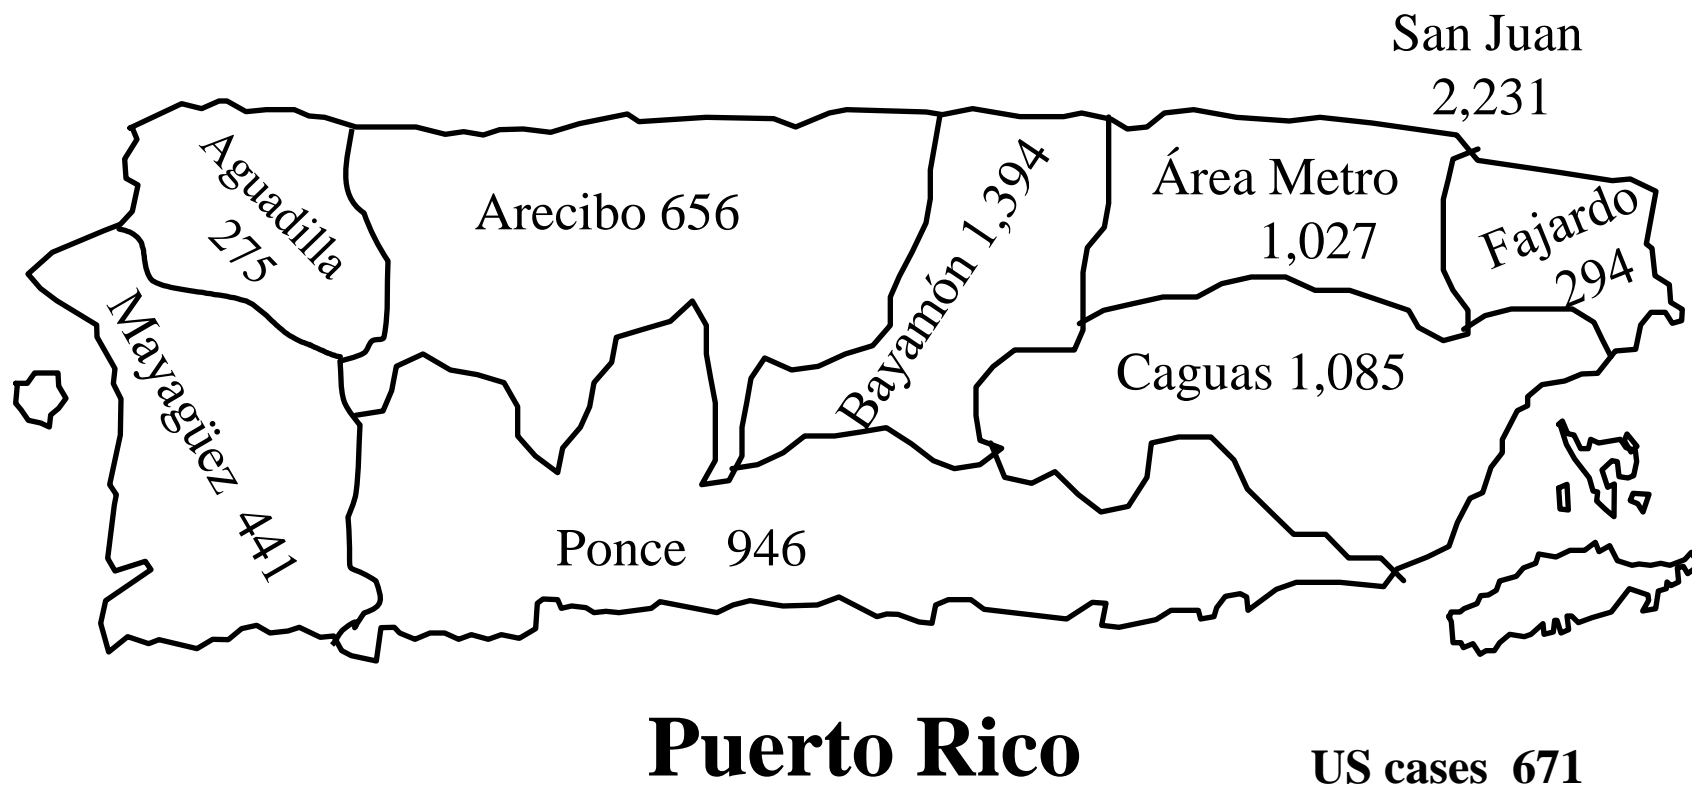 San Juan
2,231
Aguadilla
275
Arecibo 656
Bayamón 1,394
Área Metro
1,027
Fajardo
294
Mayagüez 441
Caguas 1,085
Ponce 946
Puerto Rico
US cases 671